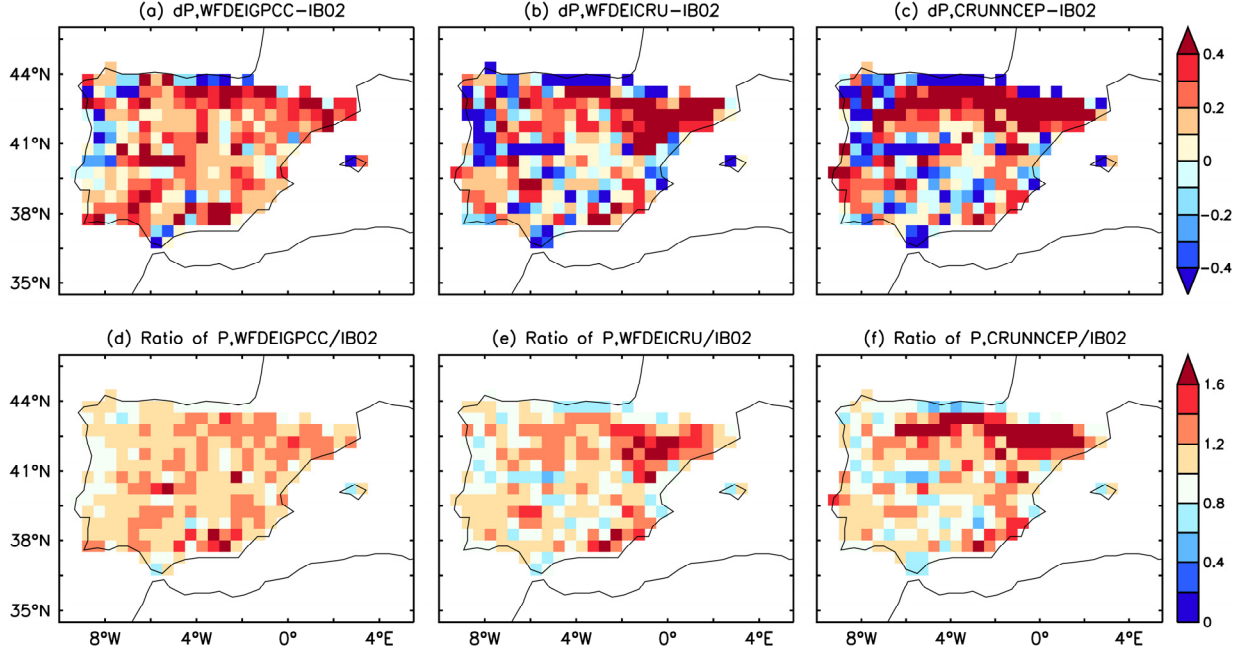 (a) dP,WFDEIGPCC-IB02
(b) dP,WFDEICRU-IB02
(c) dP,CRUNNCEP-IB02
44°N
41°N
38°N
35°N
0.4
0.2
0
-0.2
-0.4
(d) Ratio of P,WFDEIGPCC/IB02
(e) Ratio of P,WFDEICRU/IB02
(f) Ratio of P,CRUNNCEP/IB02
44°N
41°N
38°N
35°N
1.6
1.2
0.8
0.4
0
8°W 4°W 0° 4°E
8°W 4°W 0° 4°E
8°W 4°W 0° 4°E